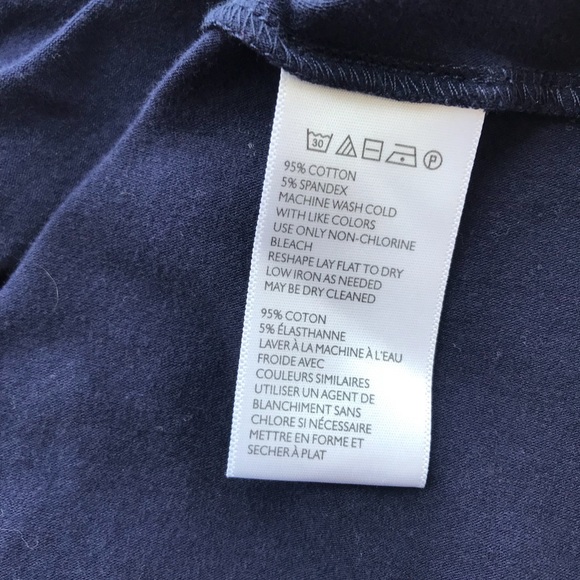 30 P
95% COTTON
5% SPANDEX
MACHINE WASH COLD
WITH LIKE COLORS
USE ONLY NON-CHLORINE
BLEACH
RESHAPE LAY FLAT TO DRY
LOW IRON AS NEEDED
MAY BE DRY CLEANED
95% COTON
5% ÉLASTHANNE
LAVER À LA MACHINE À L'EAU
FROIDE AVEC
COULEURS SIMILAIRES
UTILISER UN AGENT DE
BLANCHIMENT SANS
CHLORE SI NÉCESSAIRE
METTRE EN FORME ET
SECHER À PLAT